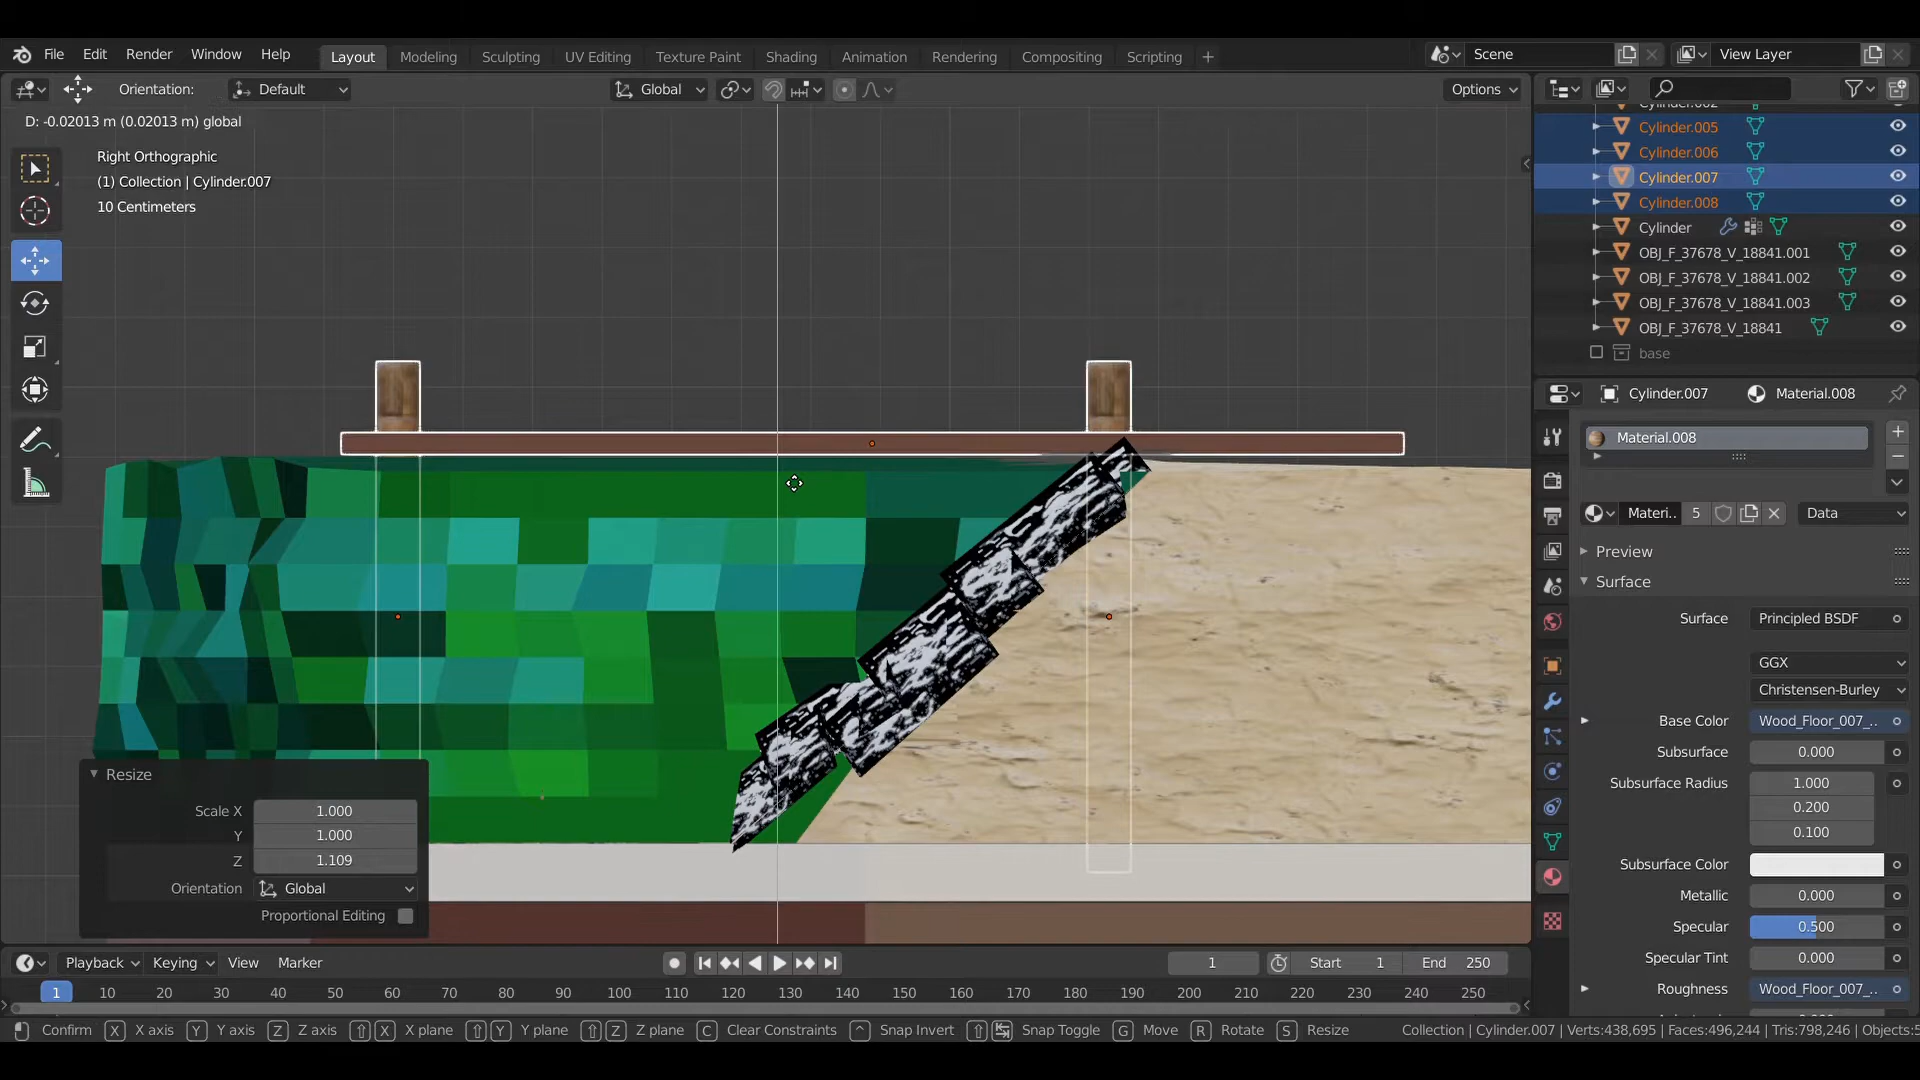 File Edit Render Window Help Layout Modeling Sculpting UV Editing Texture Paint Shading Animation Rendering Compositing Scripting + Scene View Layer
Orientation: Default Global Options
D: -0.02013 m (0.02013 m) global
Right Orthographic
(1) Collection | Cylinder.007
10 Centimeters
Cylinder.005
Cylinder.006
Cylinder.007
Cylinder.008
Cylinder
OBJ_F_37678_V_18841.001
OBJ_F_37678_V_18841.002
OBJ_F_37678_V_18841.003
OBJ_F_37678_V_18841
base
Cylinder.007 Material.008
Material.008
Materi.. 5 Data
Preview
Surface
Surface Principled BSDF
GGX
Christensen-Burley
Base Color Wood_Floor_007_..
Subsurface 0.000
Subsurface Radius 1.000
0.200
0.100
Subsurface Color
Metallic 0.000
Specular 0.500
Specular Tint 0.000
Roughness Wood_Floor_007_..
Resize
Scale X 1.000
Y 1.000
Z 1.109
Orientation Global
Proportional Editing
Playback Keying View Marker 1 Start 1 End 250
1 10 20 30 40 50 60 70 80 90 100 110 120 130 140 150 160 170 180 190 200 210 220 230 240 250
Confirm X X axis Y Y axis Z Z axis X X plane Y Y plane Z Z plane C Clear Constraints ^ Snap Invert Snap Toggle G Move R Rotate S Resize Collection | Cylinder.007 | Verts:438,695 | Faces:496,244 | Tris:798,246 | Objects:5